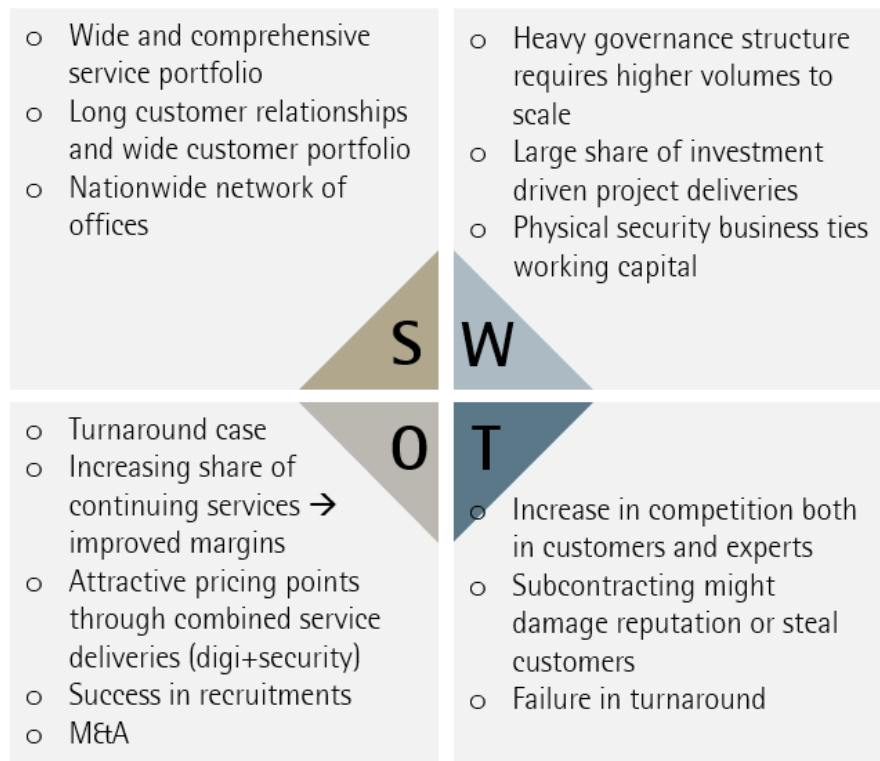 o Wide and comprehensive
service portfolio
o Long customer relationships
and wide customer portfolio
o Nationwide network of
offices
S
o Heavy governance structure
requires higher volumes to
scale
o Large share of investment
driven project deliveries
o Physical security business ties
working capital
W
o Turnaround case
o Increasing share of
continuing services →
improved margins
o Attractive pricing points
through combined service
deliveries (digi+security)
o Success in recruitments
o M&A
O
T
o Increase in competition both
in customers and experts
o Subcontracting might
damage reputation or steal
customers
o Failure in turnaround